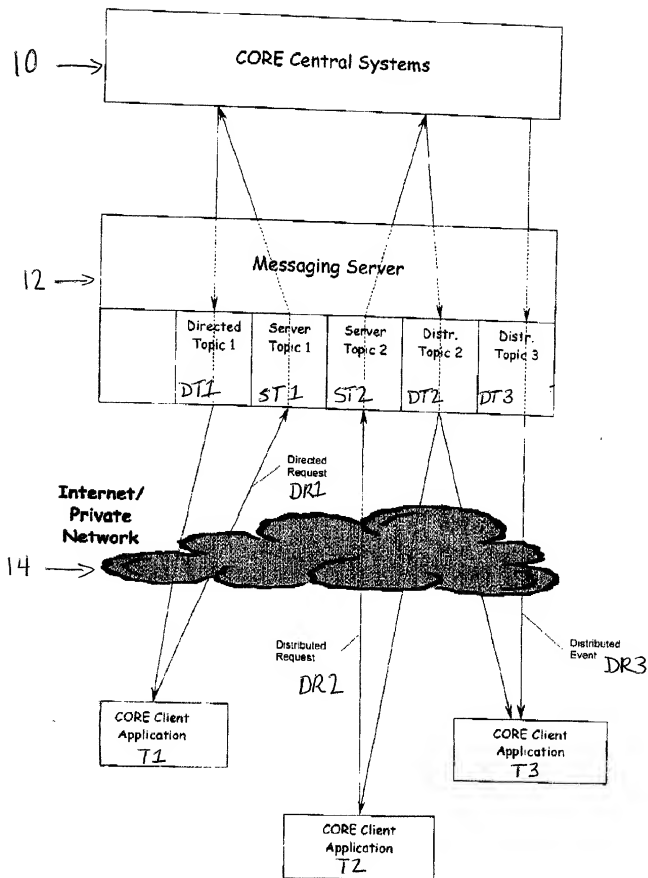 10
CORE Central Systems
12
Messaging Server
Directed
Topic 1
DT1
Server
Topic 1
ST1
Server
Topic 2
ST2
Distr.
Topic 2
DT2
Distr.
Topic 3
DT3
Directed
Request
DR1
Internet/
Private
Network
14
Distributed
Request
DR2
Distributed
Event
DR3
CORE Client
Application
T1
CORE Client
Application
T3
CORE Client
Application
T2